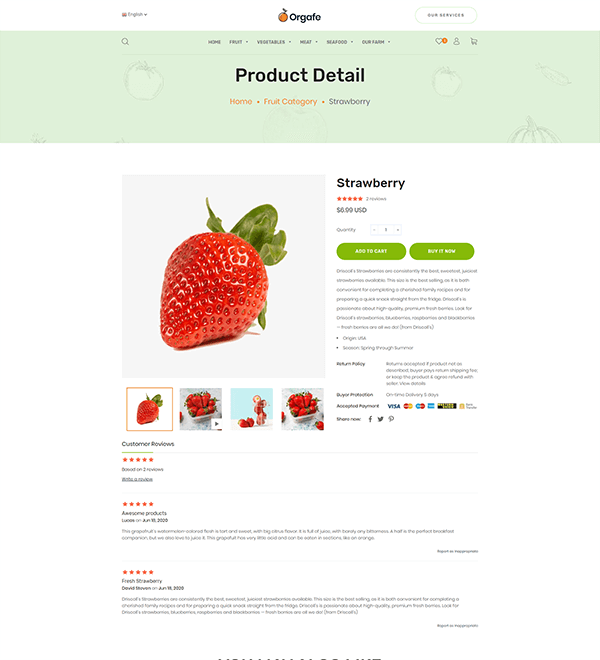 English
Orgafe
OUR SERVICES
HOME FRUIT VEGETABLES MEAT SEAFOOD OUR FARM
Product Detail
Home • Fruit Category • Strawberry
Strawberry
2 reviews
$6.99 USD
Quantity:
ADD TO CART BUY IT NOW
Driscoll's Strawberries are consistently the best, sweetest, juiciest
strawberries available. This size is the best selling, as it is both
convenient for completing a cherished family recipes and for
preparing a quick snack straight from the fridge. Driscoll's is
passionate about high-quality, premium fresh berries. Look for
Driscoll's strawberries, blueberries, raspberries and blackberries
– fresh berries are all we do! (from Driscoll's)
• Origin: USA
• Season: Spring through Summer
Return Policy Returns accepted if product not as
described, buyer pays return shipping fee;
or keep the product & agree refund with
seller. View details
Buyer Protection On-time Delivery 5 days
Accepted Payment VISA
Share now:
Customer Reviews
Based on 2 reviews
Write a review
Awesome products
Lucas on Jun 18, 2020
This grapefruit's watermelon-colored flesh is tart and sweet, with big citrus flavor. It is full of juice, with barely any bitterness. A half is the perfect breakfast
companion, but we also love to juice it. This grapefruit has very little acid and can be eaten in sections, like an orange.
Report as Inappropriate
Fresh Strawberry
David Steven on Jun 18, 2020
Driscoll's Strawberries are consistently the best, sweetest, juiciest strawberries available. This size is the best selling, as it is both convenient for completing a
cherished family recipes and for preparing a quick snack straight from the fridge. Driscoll's is passionate about high-quality, premium fresh berries. Look for
Driscoll's strawberries, blueberries, raspberries and blackberries – fresh berries are all we do! (from Driscoll's)
Report as Inappropriate